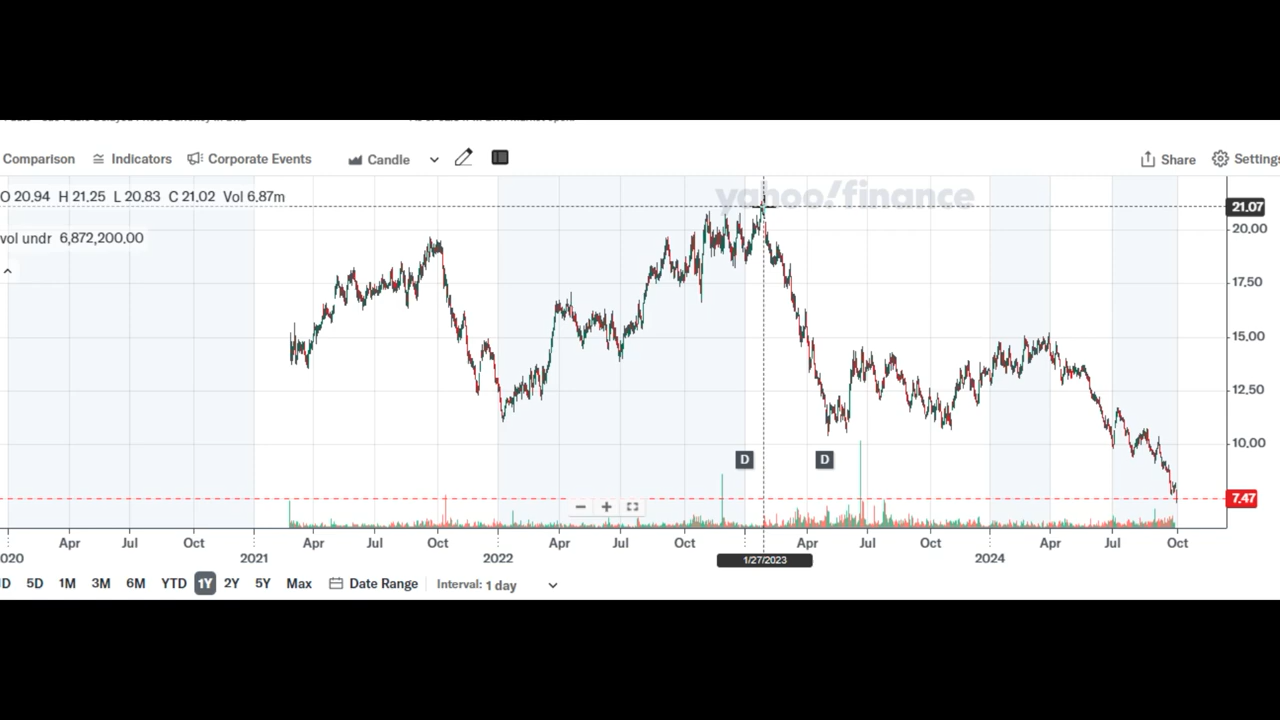 Comparison Indicators Corporate Events Candle Share Settings
O 20.94 H 21.25 L 20.83 C 21.02 Vol 6.87m
yahoo!finance
21.07
vol undr 6,872,200.00
20.00
17.50
15.00
12.50
10.00
D D
7.47
Apr Jul Oct Apr Jul Oct Apr Jul Oct Apr Jul Oct Apr Jul Oct
020 2021 2022 1/27/2023 2024
D 5D 1M 3M 6M YTD 1Y 2Y 5Y Max Date Range Interval: 1 day